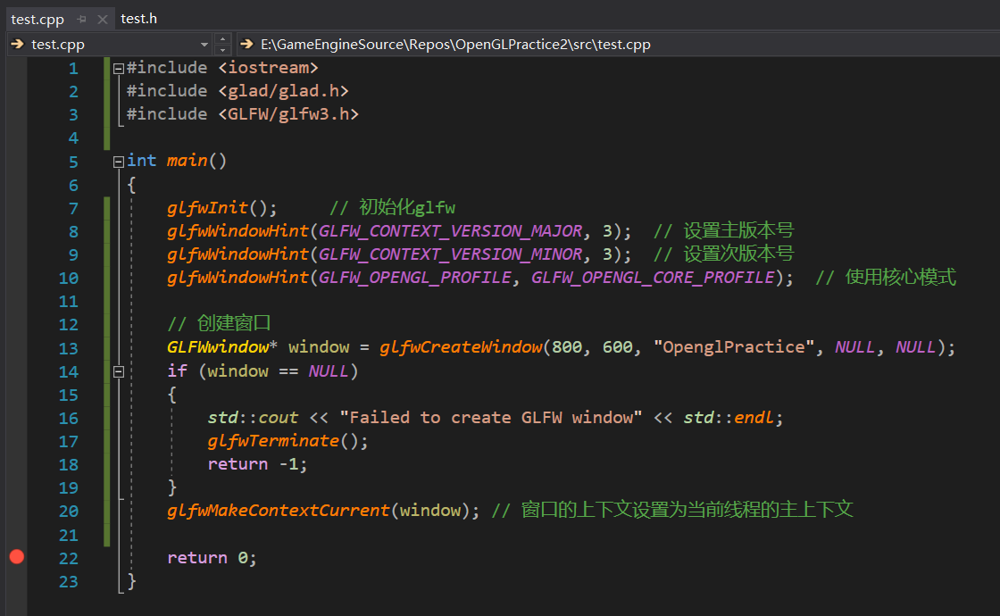 test.cpp test.h
test.cpp E:\GameEngineSource\Repos\OpenGLPractice2\src\test.cpp
1 #include <iostream>
2 #include <glad/glad.h>
3 #include <GLFW/glfw3.h>
4
5 int main()
6 {
7 glfwInit(); // 初始化glfw
8 glfwWindowHint(GLFW_CONTEXT_VERSION_MAJOR, 3); // 设置主版本号
9 glfwWindowHint(GLFW_CONTEXT_VERSION_MINOR, 3); // 设置次版本号
10 glfwWindowHint(GLFW_OPENGL_PROFILE, GLFW_OPENGL_CORE_PROFILE); // 使用核心模式
11
12 // 创建窗口
13 GLFWwindow* window = glfwCreateWindow(800, 600, "OpenglPractice", NULL, NULL);
14 if (window == NULL)
15 {
16 std::cout << "Failed to create GLFW window" << std::endl;
17 glfwTerminate();
18 return -1;
19 }
20 glfwMakeContextCurrent(window); // 窗口的上下文设置为当前线程的主上下文
21
22 return 0;
23 }